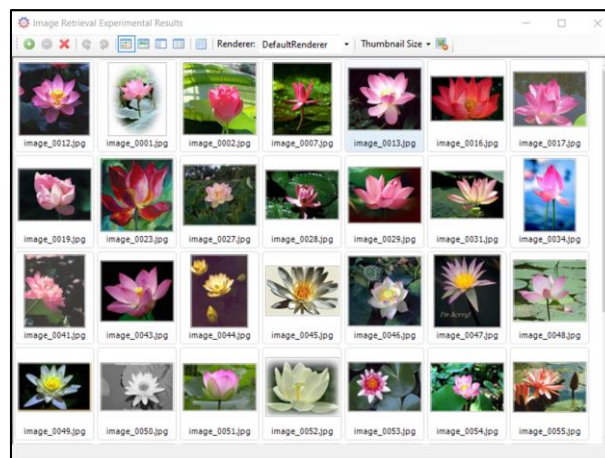 Image Retrieval Experimental Results
Renderer: DefaultRenderer Thumbnail Size
image_0012.jpg image_0001.jpg image_0002.jpg image_0007.jpg image_0013.jpg image_0016.jpg image_0017.jpg
image_0019.jpg image_0023.jpg image_0027.jpg image_0028.jpg image_0029.jpg image_0031.jpg image_0034.jpg
I'm Sorry!
image_0041.jpg image_0043.jpg image_0044.jpg image_0045.jpg image_0046.jpg image_0047.jpg image_0048.jpg
image_0049.jpg image_0050.jpg image_0051.jpg image_0052.jpg image_0053.jpg image_0054.jpg image_0055.jpg